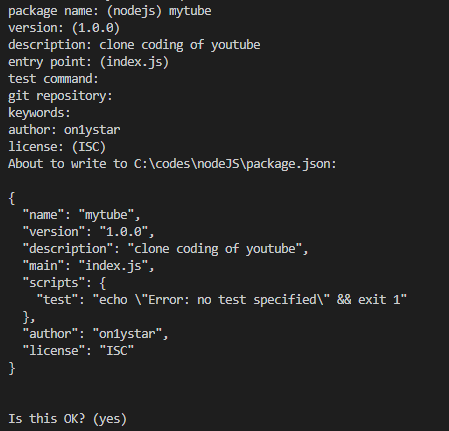 package name: (nodejs) mytube
version: (1.0.0)
description: clone coding of youtube
entry point: (index.js)
test command:
git repository:
keywords:
author: on1ystar
license: (ISC)
About to write to C:\codes\nodeJS\package.json:
{
  "name": "mytube",
  "version": "1.0.0",
  "description": "clone coding of youtube",
  "main": "index.js",
  "scripts": {
    "test": "echo \"Error: no test specified\" && exit 1"
  },
  "author": "on1ystar",
  "license": "ISC"
}
Is this OK? (yes)